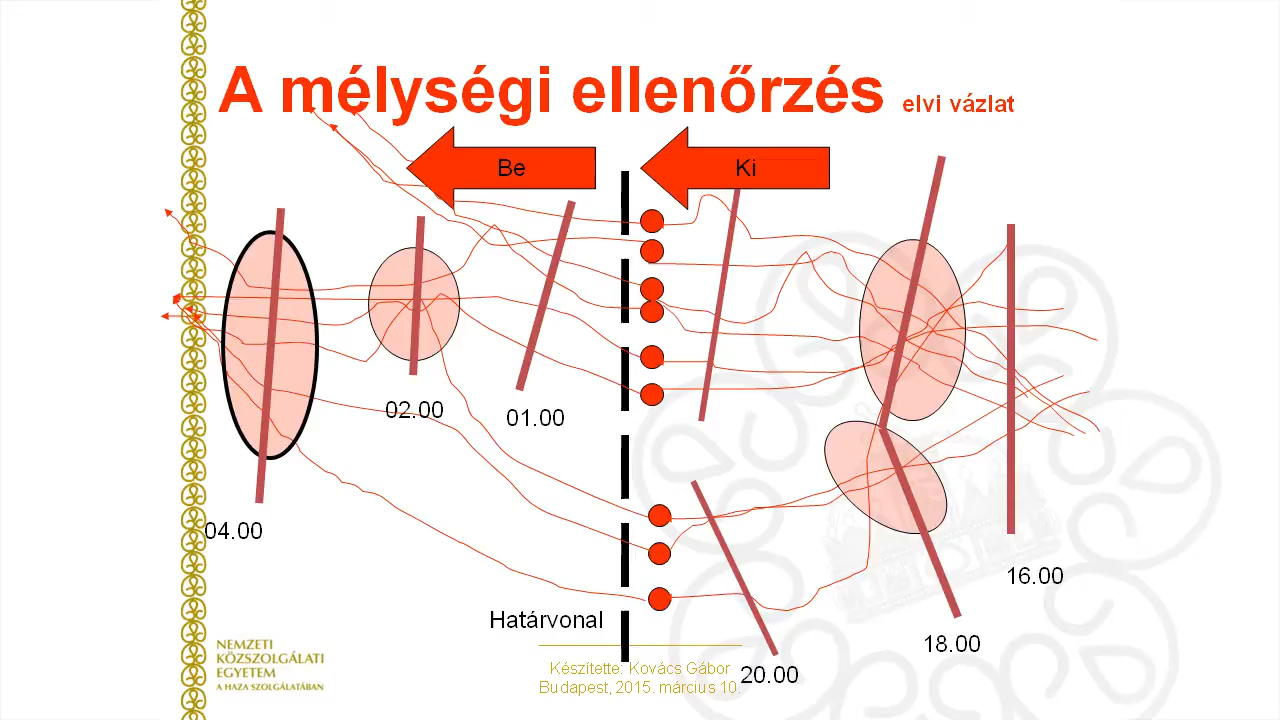 A mélységi ellenőrzés elvi vázlat
Be
Ki
02.00
01.00
04.00
16.00
Határvonal
18.00
20.00
NEMZETI
KÖZSZOLGÁLATI
EGYETEM
A HAZA SZOLGÁLATÁBAN
Készítette: Kovács Gábor
Budapest, 2015. március 10.